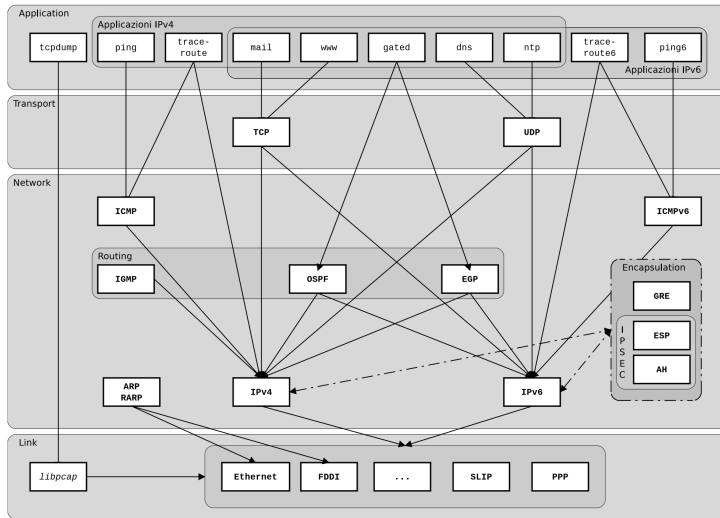 Application
Applicazioni IPv4
tcpdump
ping
trace-
route
mail
www
gated
dns
ntp
trace-
route6
ping6
Applicazioni IPv6
Transport
TCP
UDP
Network
ICMP
ICMPv6
Routing
IGMP
OSPF
EGP
Encapsulation
GRE
I
P
S
E
C
ESP
AH
ARP
RARP
IPv4
IPv6
Link
libpcap
Ethernet
FDDI
...
SLIP
PPP